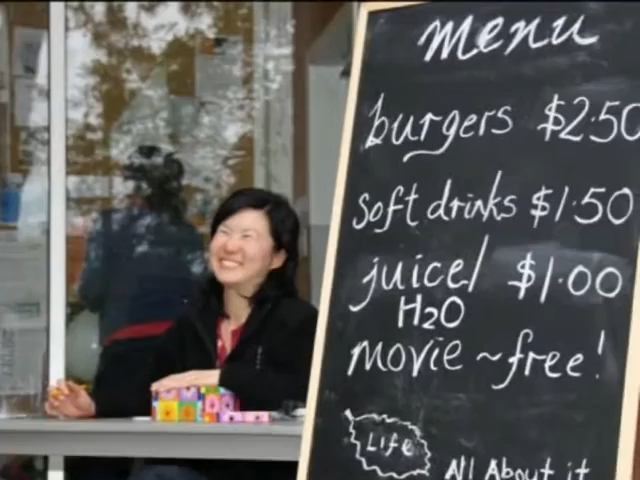 Menu
burgers $2.50
soft drinks $1.50
juice/ $1.00
H2O
movie ~ free!
Life
All About it